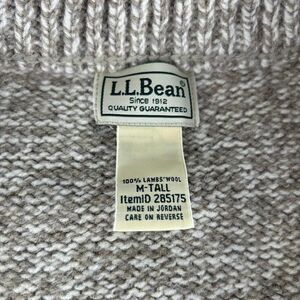 L.L.Bean®
Since 1912
QUALITY GUARANTEED
100% LAMBS'WOOL
M-TALL
ItemID 285175
MADE IN JORDAN
CARE ON REVERSE